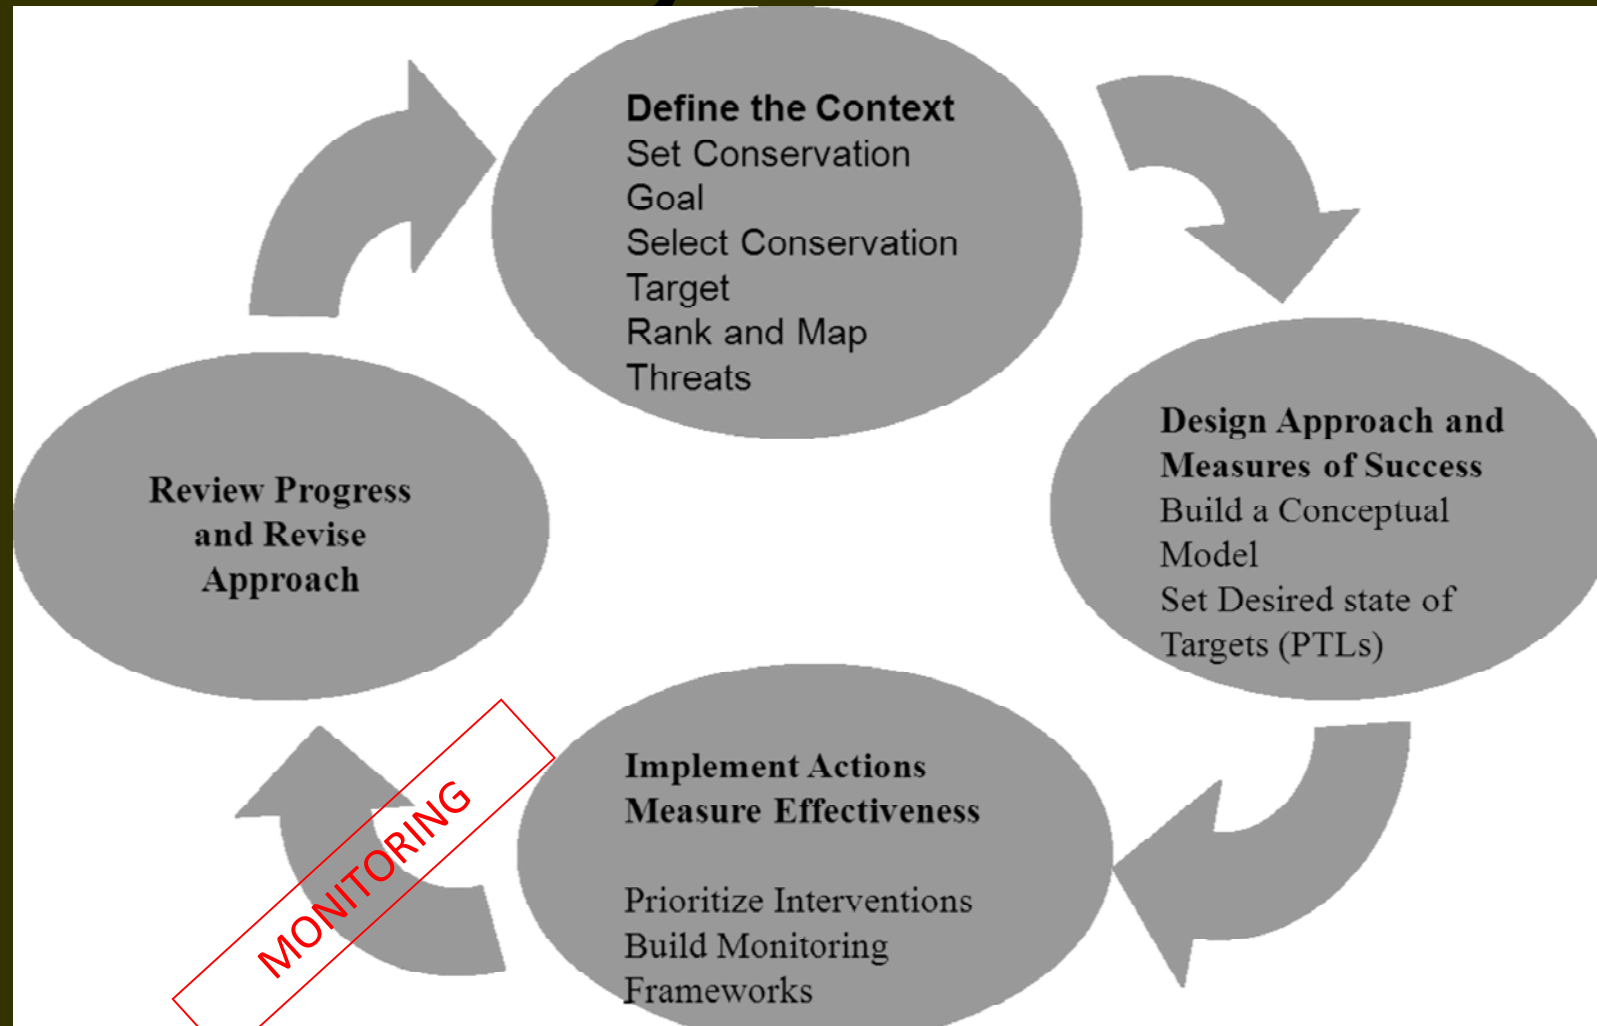 Define the Context
Set Conservation
Goal
Select Conservation
Target
Rank and Map
Threats
Design Approach and
Measures of Success
Build a Conceptual
Model
Set Desired state of
Targets (PTLs)
Implement Actions
Measure Effectiveness
Prioritize Interventions
Build Monitoring
Frameworks
MONITORING
Review Progress
and Revise
Approach